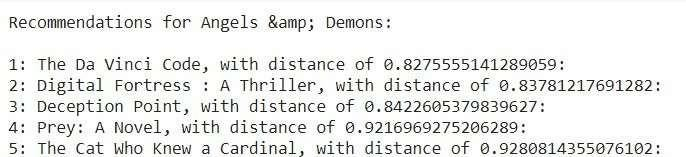 Recommendations for Angels &amp; Demons:
1: The Da Vinci Code, with distance of 0.8275555141289059:
2: Digital Fortress : A Thriller, with distance of 0.83781217691282:
3: Deception Point, with distance of 0.8422605379839627:
4: Prey: A Novel, with distance of 0.9216969275206289:
5: The Cat Who Knew a Cardinal, with distance of 0.9280814355076102: